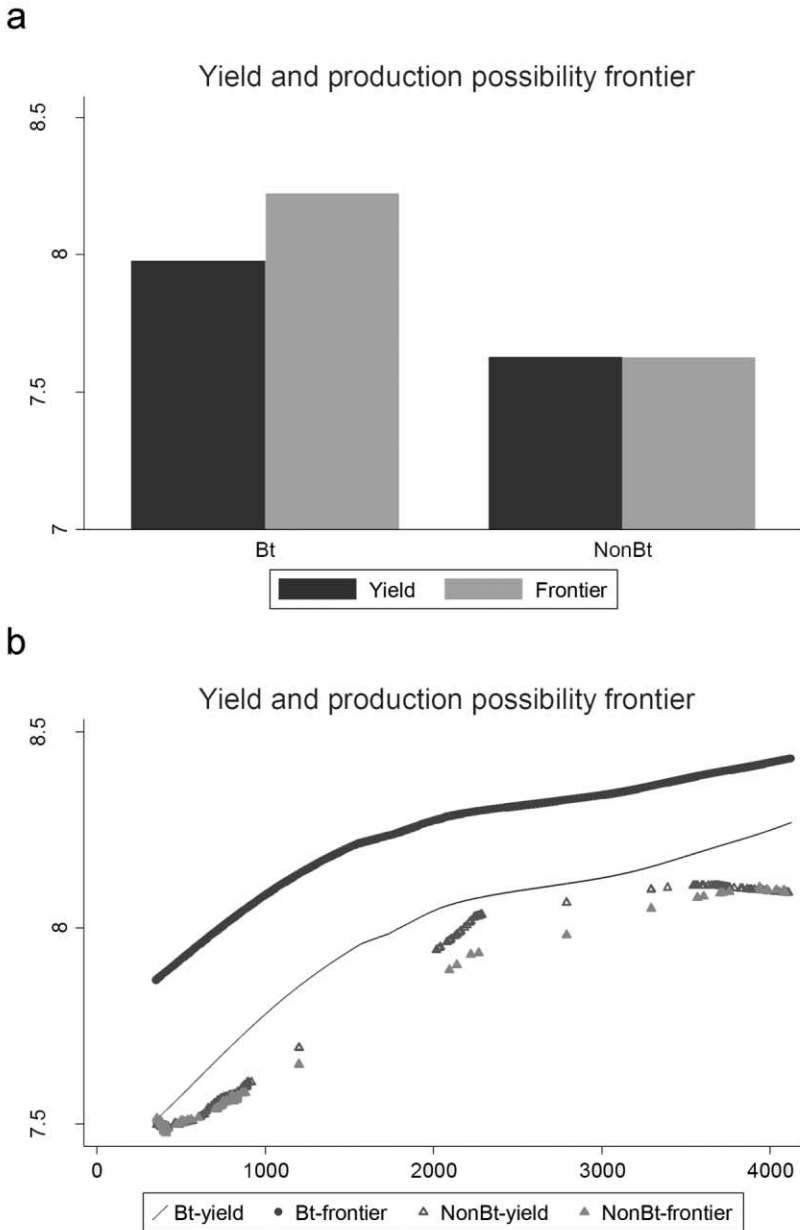 a
Yield and production possibility frontier
8.5
8
7.5
7
Bt
NonBt
Yield
Frontier
b
Yield and production possibility frontier
8.5
8
7.5
0
1000
2000
3000
4000
Bt-yield
Bt-frontier
NonBt-yield
NonBt-frontier